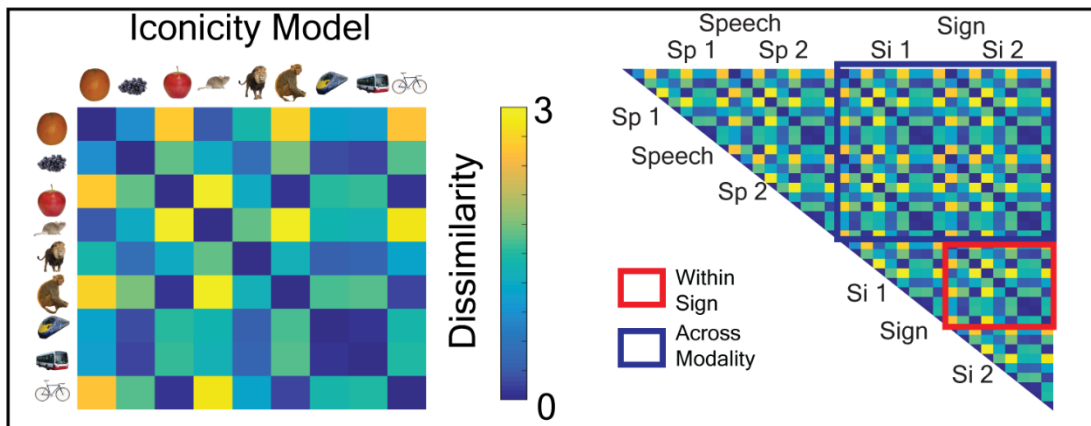 Iconicity Model
3
Dissimilarity
0
Speech
Sign
Sp 1
Sp 2
Si 1
Si 2
Sp 1
Speech
Sp 2
Si 1
Sign
Si 2
Within
Sign
Across
Modality